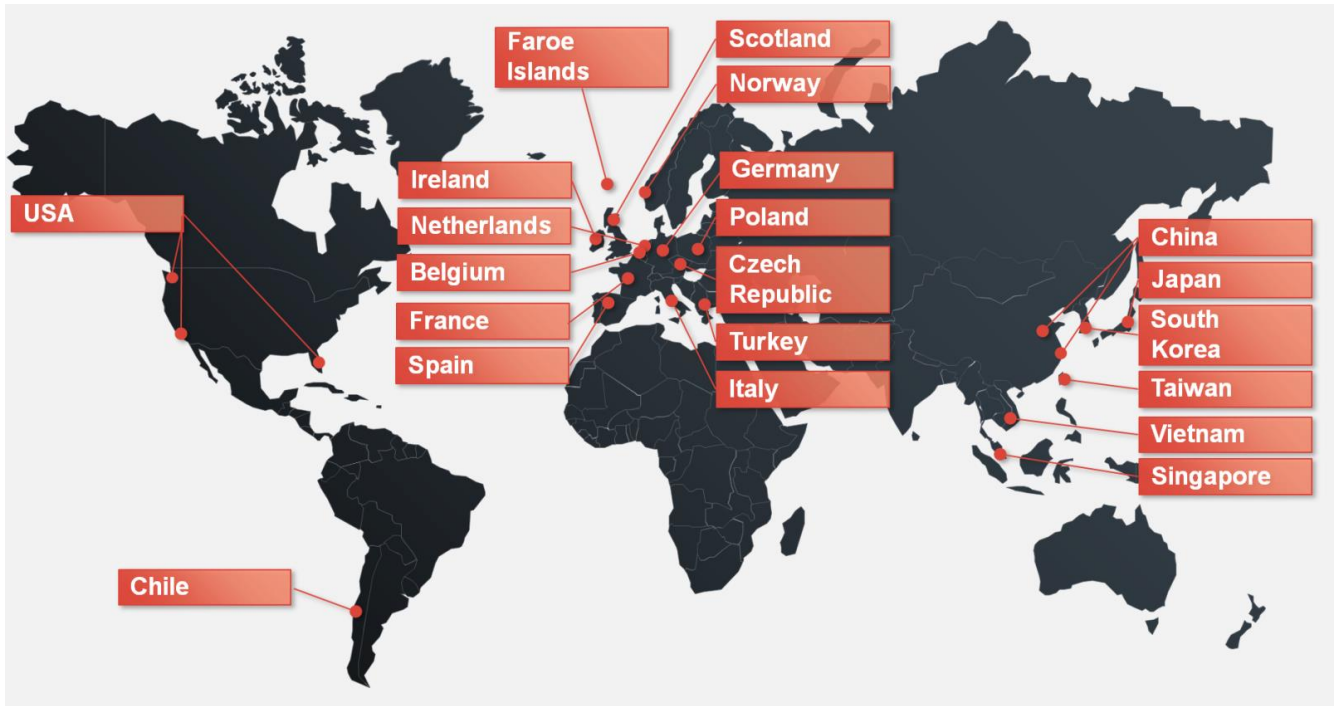 Faroe
Islands
Scotland
Norway
Ireland
Germany
USA
Netherlands
Poland
China
Belgium
Czech
Republic
Japan
France
South
Korea
Turkey
Spain
Italy
Taiwan
Vietnam
Singapore
Chile